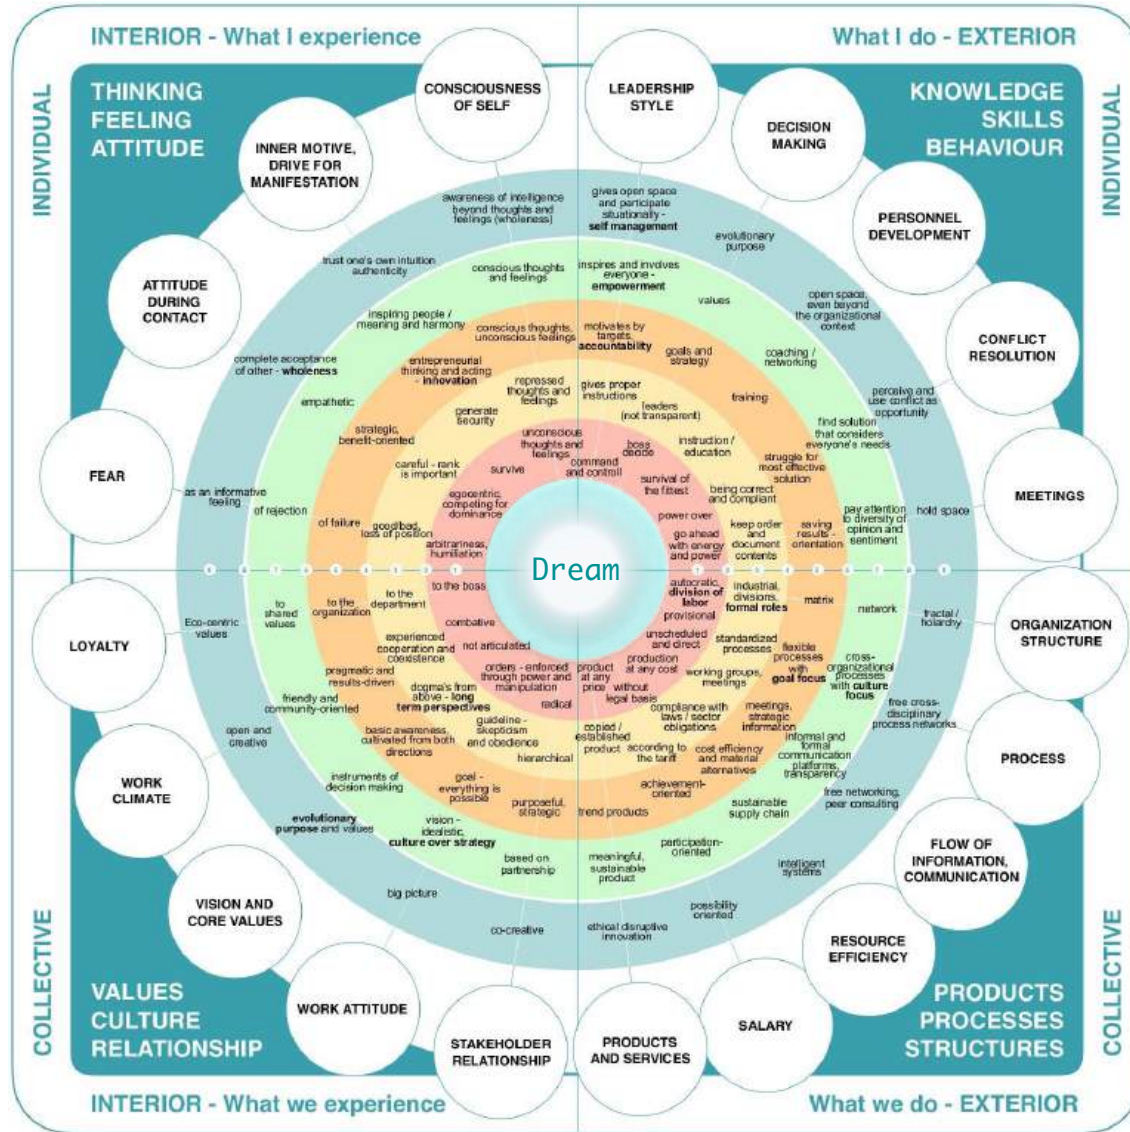 INTERIOR - What I experience
What I do - EXTERIOR
INDIVIDUAL
INDIVIDUAL
THINKING
FEELING
ATTITUDE
KNOWLEDGE
SKILLS
BEHAVIOUR
CONSCIOUSNESS
OF SELF
LEADERSHIP
STYLE
INNER MOTIVE,
DRIVE FOR
MANIFESTATION
DECISION
MAKING
ATTITUDE
DURING
CONTACT
PERSONNEL
DEVELOPMENT
FEAR
CONFLICT
RESOLUTION
MEETINGS
awareness of intelligence
beyond thoughts and
feelings (wholeness)
gives open space
and participate
situationally -
self management
trust one's own intuition
authenticity
evolutionary
purpose
conscious thoughts
and feelings
inspires and involves
everyone -
empowerment
values
open space,
even beyond
the organizational
context
inspiring people /
meaning and harmony
conscious thoughts,
unconscious feelings
motivates by
targets,
accountability
goals and
strategy
coaching /
networking
complete acceptance
of other - wholeness
entrepreneurial
thinking and acting
- innovation
repressed
thoughts and
feelings
gives proper
instructions
training
perceive and
use conflict as
opportunity
empathetic
generate
security
leaders
(not transparent)
find solution
that considers
everyone's needs
strategic,
benefit-oriented
unconscious
thoughts and
feelings
boss
decide
instruction /
education
careful - rank
is important
survive
command
and controll
survival of
the fittest
struggle for
most effective
solution
as an informative
feeling
of rejection
egocentric,
competing for
dominance
being correct
and compliant
pay attention
to diversity of
opinion and
sentiment
hold space
of failure
good/bad,
loss of position
power over
keep order
and
document
contents
saving
results -
orientation
arbitrariness,
humiliation
go ahead
with energy
and power
Dream
to the boss
autocratic,
division of
labor
industrial,
divisions,
formal roles
matrix
network
fractal /
holarchy
Eco-centric
values
to
shared
values
to the
organization
to the
department
combative
provisional
experienced
cooperation and
coexistence
not articulated
unscheduled
and direct
standardized
processes
flexible
processes
with
goal focus
cross-
organizational
processes
with culture
focus
pragmatic and
results-driven
orders - enforced
through power and
manipulation
product
at any
price
production
at any cost
working groups,
meetings
friendly and
community-oriented
dogma's from
above - long
term perspectives
radical
without
legal basis
compliance with
laws / sector
obligations
meetings,
strategic
information
free cross-
disciplinary
process networks
open and
creative
basic awareness,
cultivated from both
directions
guideline -
skepticism
and obedience
copied /
established
product
according to
the tariff
cost efficiency
and material
alternatives
informal and
formal
communication
platforms,
transparency
hierarchical
instruments of
decision making
goal -
everything is
possible
purposeful,
strategic
achievement-
oriented
trend products
sustainable
supply chain
free networking,
peer consulting
evolutionary
purpose and values
vision -
idealistic,
culture over strategy
based on
partnership
meaningful,
sustainable
product
participation-
oriented
intelligent
systems
big picture
possibility
oriented
co-creative
ethical disruptive
innovation
LOYALTY
ORGANIZATION
STRUCTURE
WORK
CLIMATE
PROCESS
VISION AND
CORE VALUES
FLOW OF
INFORMATION,
COMMUNICATION
RESOURCE
EFFICIENCY
WORK ATTITUDE
SALARY
STAKEHOLDER
RELATIONSHIP
PRODUCTS
AND SERVICES
COLLECTIVE
COLLECTIVE
VALUES
CULTURE
RELATIONSHIP
PRODUCTS
PROCESSES
STRUCTURES
INTERIOR - What we experience
What we do - EXTERIOR